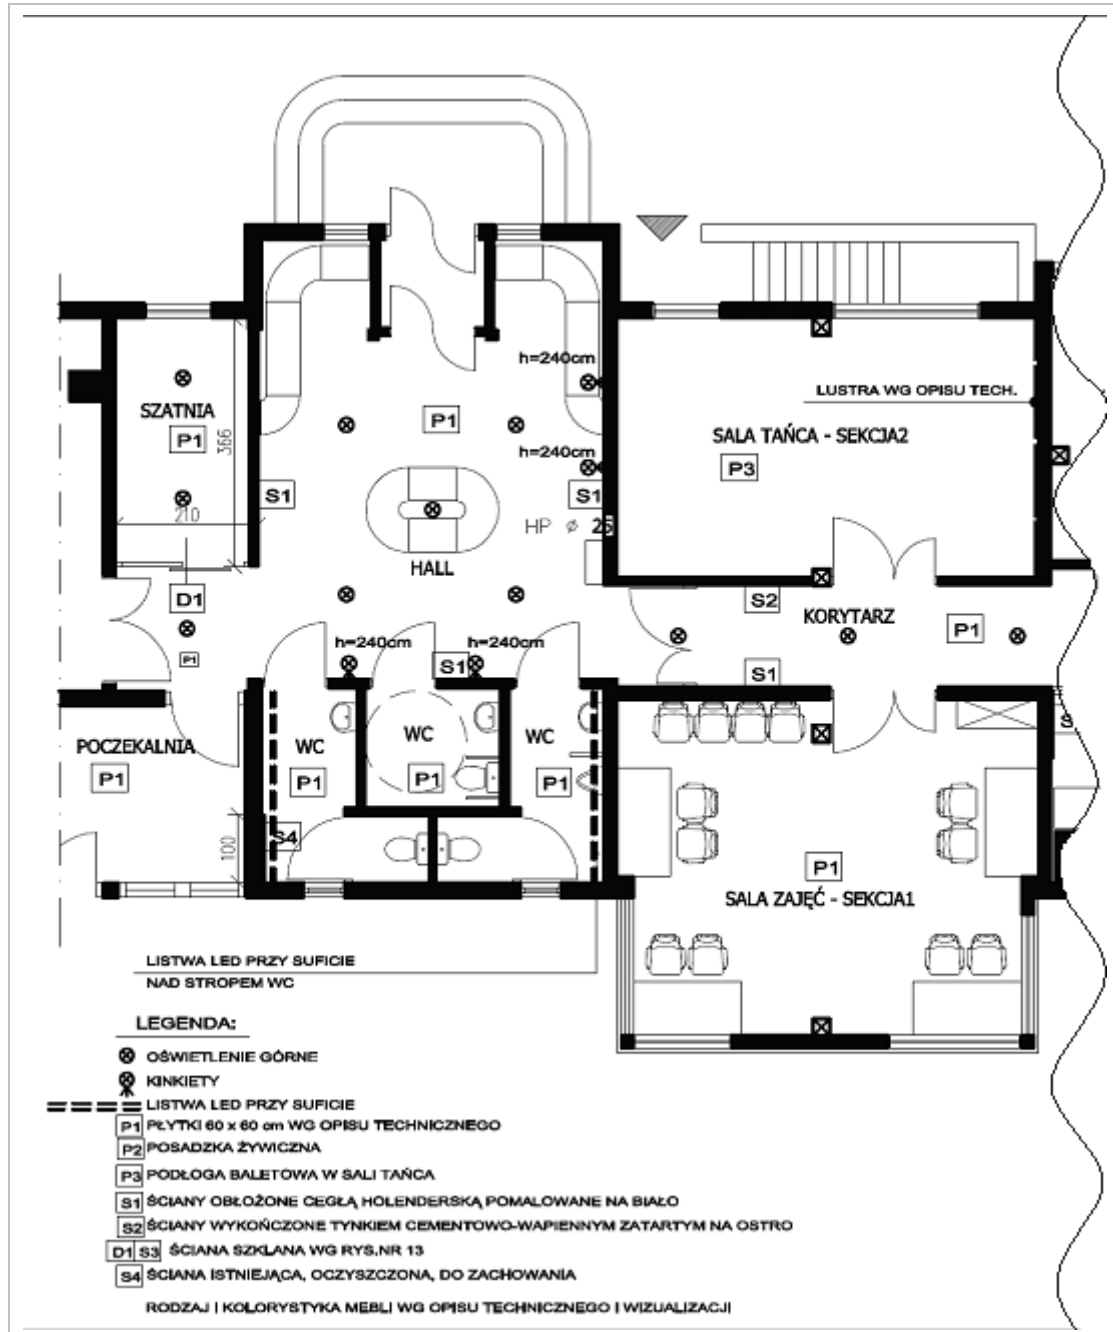 h=240cm
LUSTRA WG OPISU TECH.
SZATNIA
P1
366
P1
SALA TAŃCA - SEKCJA2
h=240cm
P3
S1
S1
210
HP ø 25
HALL
D1
S2
KORYTARZ
P1
P1
h=240cm
h=240cm
S1
S1
POCZEKALNIA
P1
WC
P1
WC
P1
WC
P1
S4
100
P1
SALA ZAJĘĆ - SEKCJA1
LISTWA LED PRZY SUFICIE
NAD STROPEM WC
LEGENDA:
OŚWIETLENIE GÓRNE
KINKIETY
LISTWA LED PRZY SUFICIE
P1 PŁYTKI 60 x 60 cm WG OPISU TECHNICZNEGO
P2 POSADZKA ŻYWICZNA
P3 PODŁOGA BALETOWA W SALI TAŃCA
S1 ŚCIANY OBŁOŻONE CEGŁĄ HOLENDERSKĄ POMALOWANE NA BIAŁO
S2 ŚCIANY WYKOŃCZONE TYNKIEM CEMENTOWO-WAPIENNYM ZATARTYM NA OSTRO
D1 S3 ŚCIANA SZKLANA WG RYS.NR 13
S4 ŚCIANA ISTNIEJĄCA, OCZYSZCZONA, DO ZACHOWANIA
RODZAJ I KOLORYSTYKA MEBLI WG OPISU TECHNICZNEGO I WIZUALIZACJI